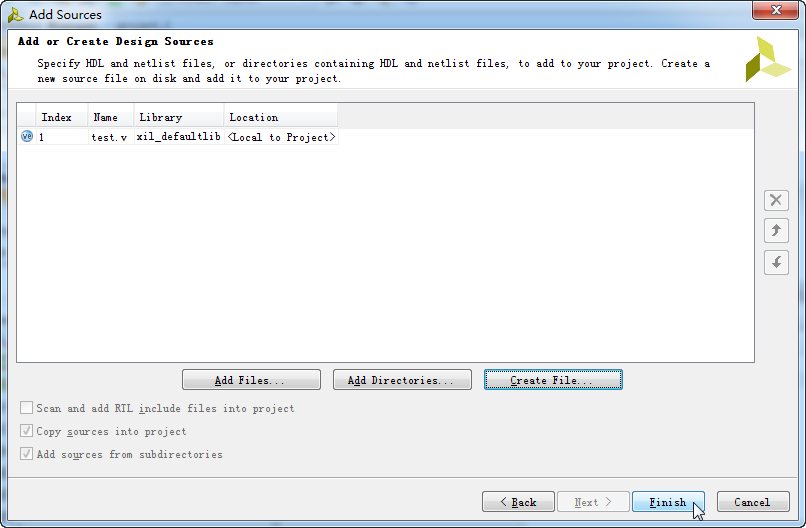 Add Sources
Add or Create Design Sources
Specify HDL and netlist files, or directories containing HDL and netlist files, to add to your project. Create a
new source file on disk and add it to your project.
Index Name Library Location
1 test.v xil_defaultlib <Local to Project>
Add Files... Add Directories... Create File...
Scan and add RTL include files into project
Copy sources into project
Add sources from subdirectories
< Back Next > Finish Cancel